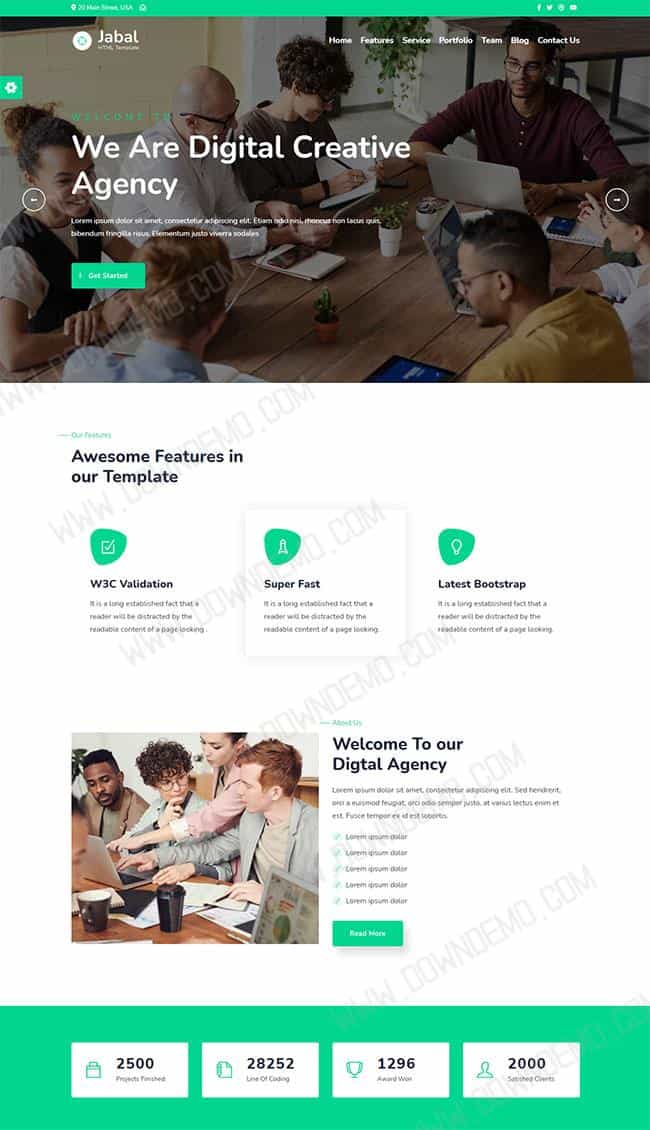 20 Main Street, USA
Jabal
HTML Template
Home Features Service Portfolio Team Blog Contact Us
WELCOME TO
We Are Digital Creative
Agency
Lorem ipsum dolor sit amet, consectetur adipiscing elit. Etiam odio nisi, rhoncus non lacus quis,
bibendum fringilla risus. Elementum justo viverra sodales
Get Started
Our Features
Awesome Features in
our Template
W3C Validation
It is a long established fact that a
reader will be distracted by the
readable content of a page looking .
Super Fast
It is a long established fact that a
reader will be distracted by the
readable content of a page looking.
Latest Bootstrap
It is a long established fact that a
reader will be distracted by the
readable content of a page looking.
About Us
Welcome To our
Digtal Agency
Lorem ipsum dolor sit amet, consectetur adipiscing elit. Sed hendrerit,
orci a euismod feugiat, orci odio semper justo, at varius lectus enim et
est. Fusce tempor ex id est lobortis.
Lorem ipsum dolor
Lorem ipsum dolor
Lorem ipsum dolor
Lorem ipsum dolor
Lorem ipsum dolor
Read More
2500
Projects Finished
28252
Line Of Coding
1296
Award Won
2000
Satisfied Clients
WWW.DOWNDEMO.COM
WWW.DOWNDEMO.COM
WWW.DOWNDEMO.COM
WWW.DOWNDEMO.COM